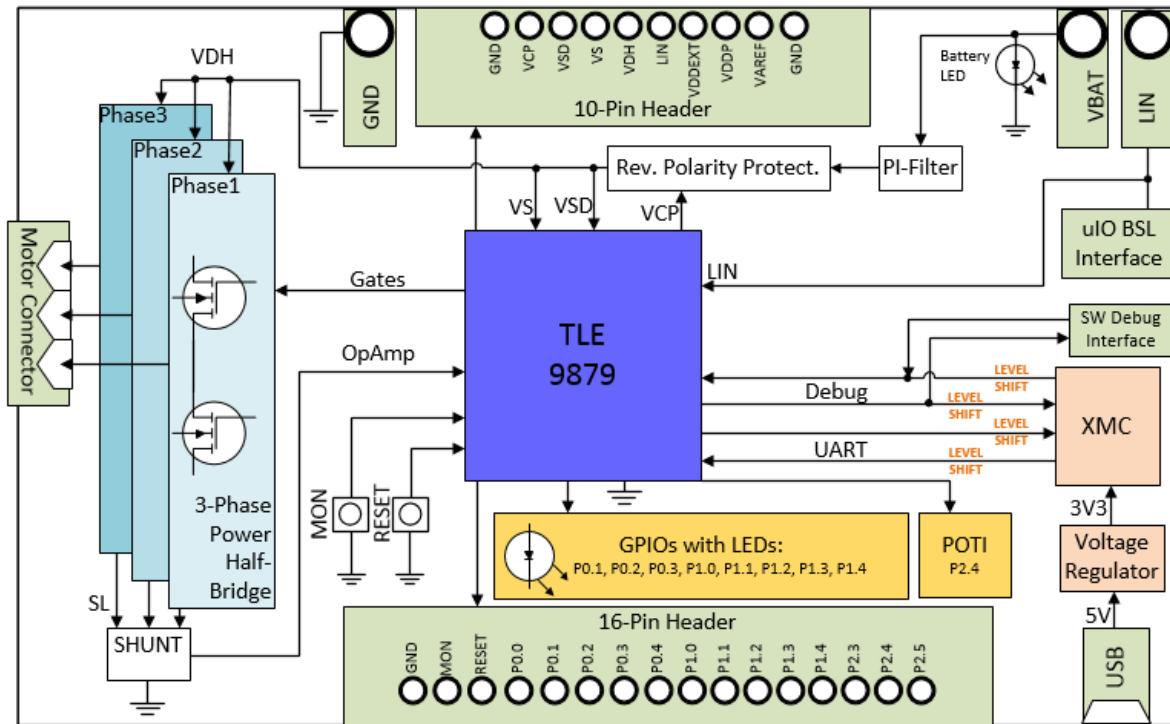 GND
VCP
VSD
VS
VDH
LIN
VDDEXT
VDDP
VAREF
GND
10-Pin Header
GND
Battery
LED
VBAT
LIN
VDH
Phase3
Phase2
Phase1
Rev. Polarity Protect.
PI-Filter
VS
VSD
VCP
uIO BSL
Interface
Motor Connector
Gates
LIN
TLE
9879
SW Debug
Interface
OpAmp
Debug
UART
LEVEL
SHIFT
LEVEL
SHIFT
LEVEL
SHIFT
LEVEL
SHIFT
XMC
3-Phase
Power
Half-
Bridge
MON
RESET
3V3
GPIOs with LEDs:
P0.1, P0.2, P0.3, P1.0, P1.1, P1.2, P1.3, P1.4
POTI
P2.4
Voltage
Regulator
SL
5V
SHUNT
USB
16-Pin Header
GND
MON
RESET
P0.0
P0.1
P0.2
P0.3
P0.4
P1.0
P1.1
P1.2
P1.3
P1.4
P2.3
P2.4
P2.5